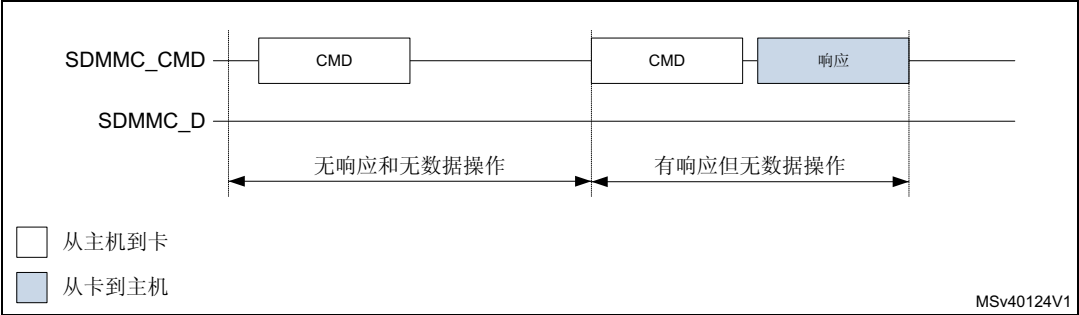 SDMMC_CMD CMD CMD 响应
SDMMC_D
无响应和无数据操作 有响应但无数据操作
从主机到卡
从卡到主机
MSv40124V1